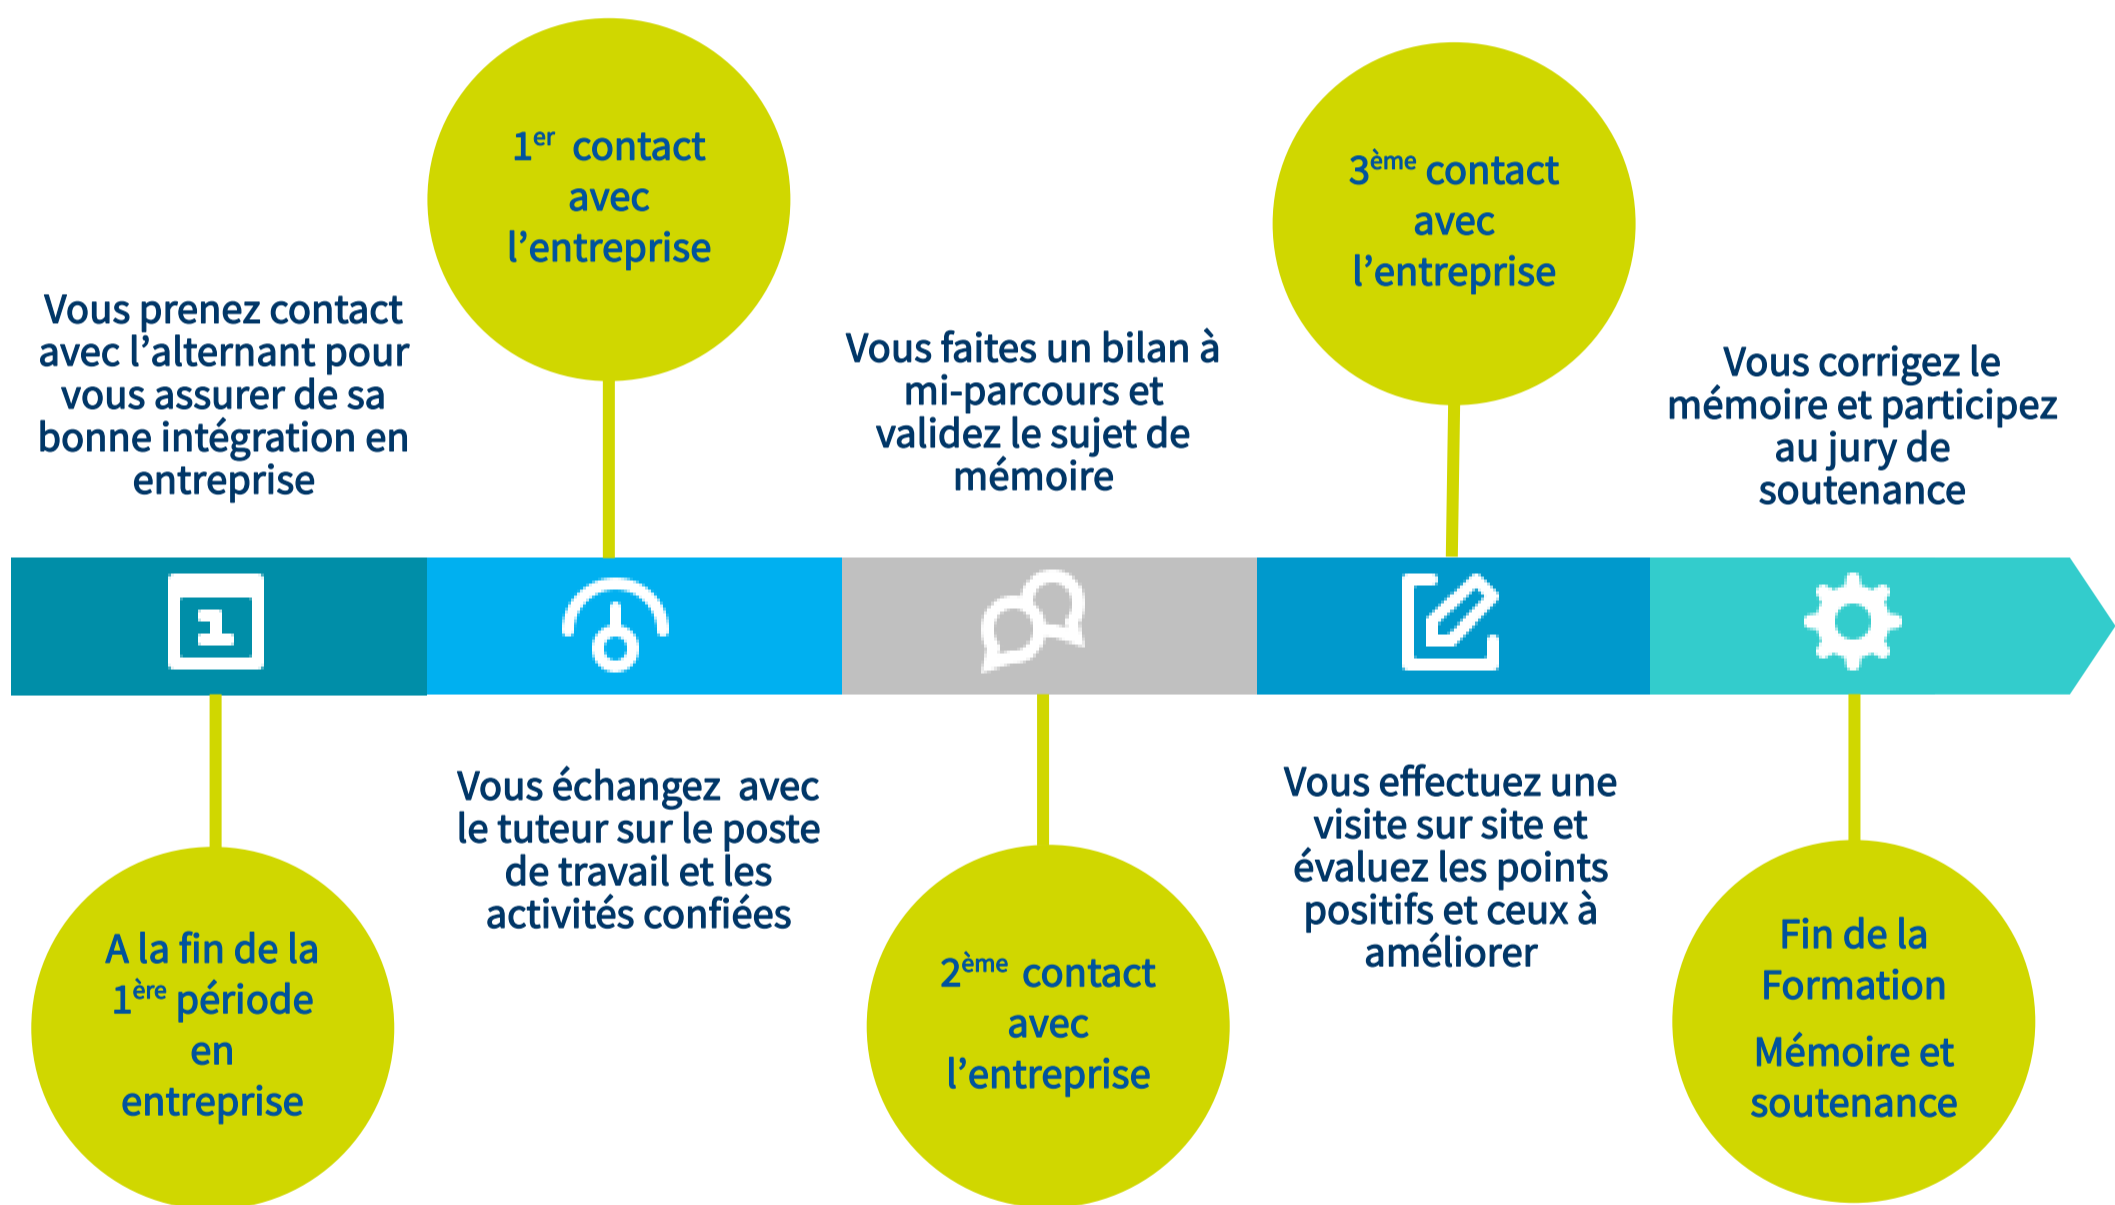 Vous prenez contact
avec l’alternant pour
vous assurer de sa
bonne intégration en
entreprise
1
A la fin de la
1ère période
en
entreprise
1er contact
avec
l’entreprise
Vous échangez avec
le tuteur sur le poste
de travail et les
activités confiées
Vous faites un bilan à
mi-parcours et
validez le sujet de
mémoire
2ème contact
avec
l’entreprise
3ème contact
avec
l’entreprise
Vous effectuez une
visite sur site et
évaluez les points
positifs et ceux à
améliorer
Vous corrigez le
mémoire et participez
au jury de
soutenance
Fin de la
Formation
Mémoire et
soutenance